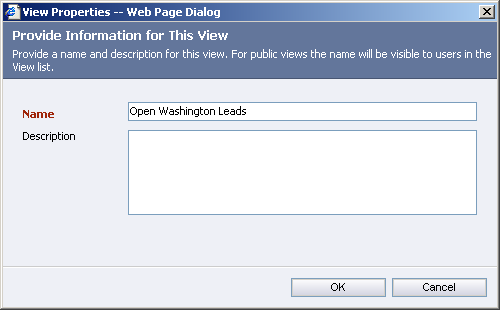 View Properties -- Web Page Dialog
Provide Information for This View
Provide a name and description for this view. For public views the name will be visible to users in the
View list.
Name
Open Washington Leads
Description
OK
Cancel